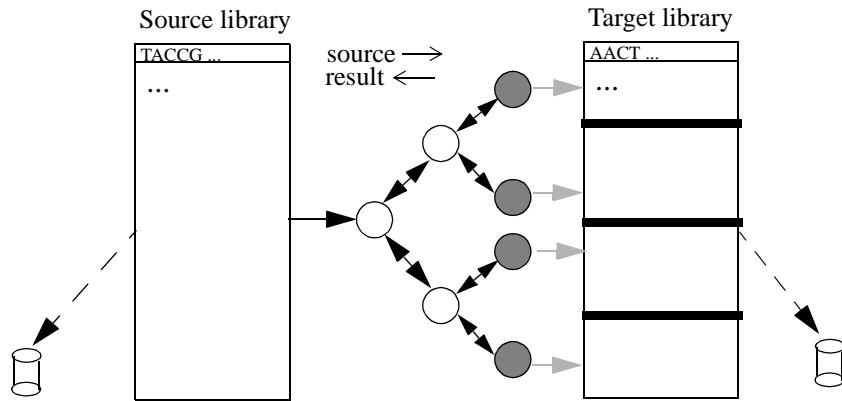 Source library
Target library
TACCG ...
source
result
AACT ...
...
...